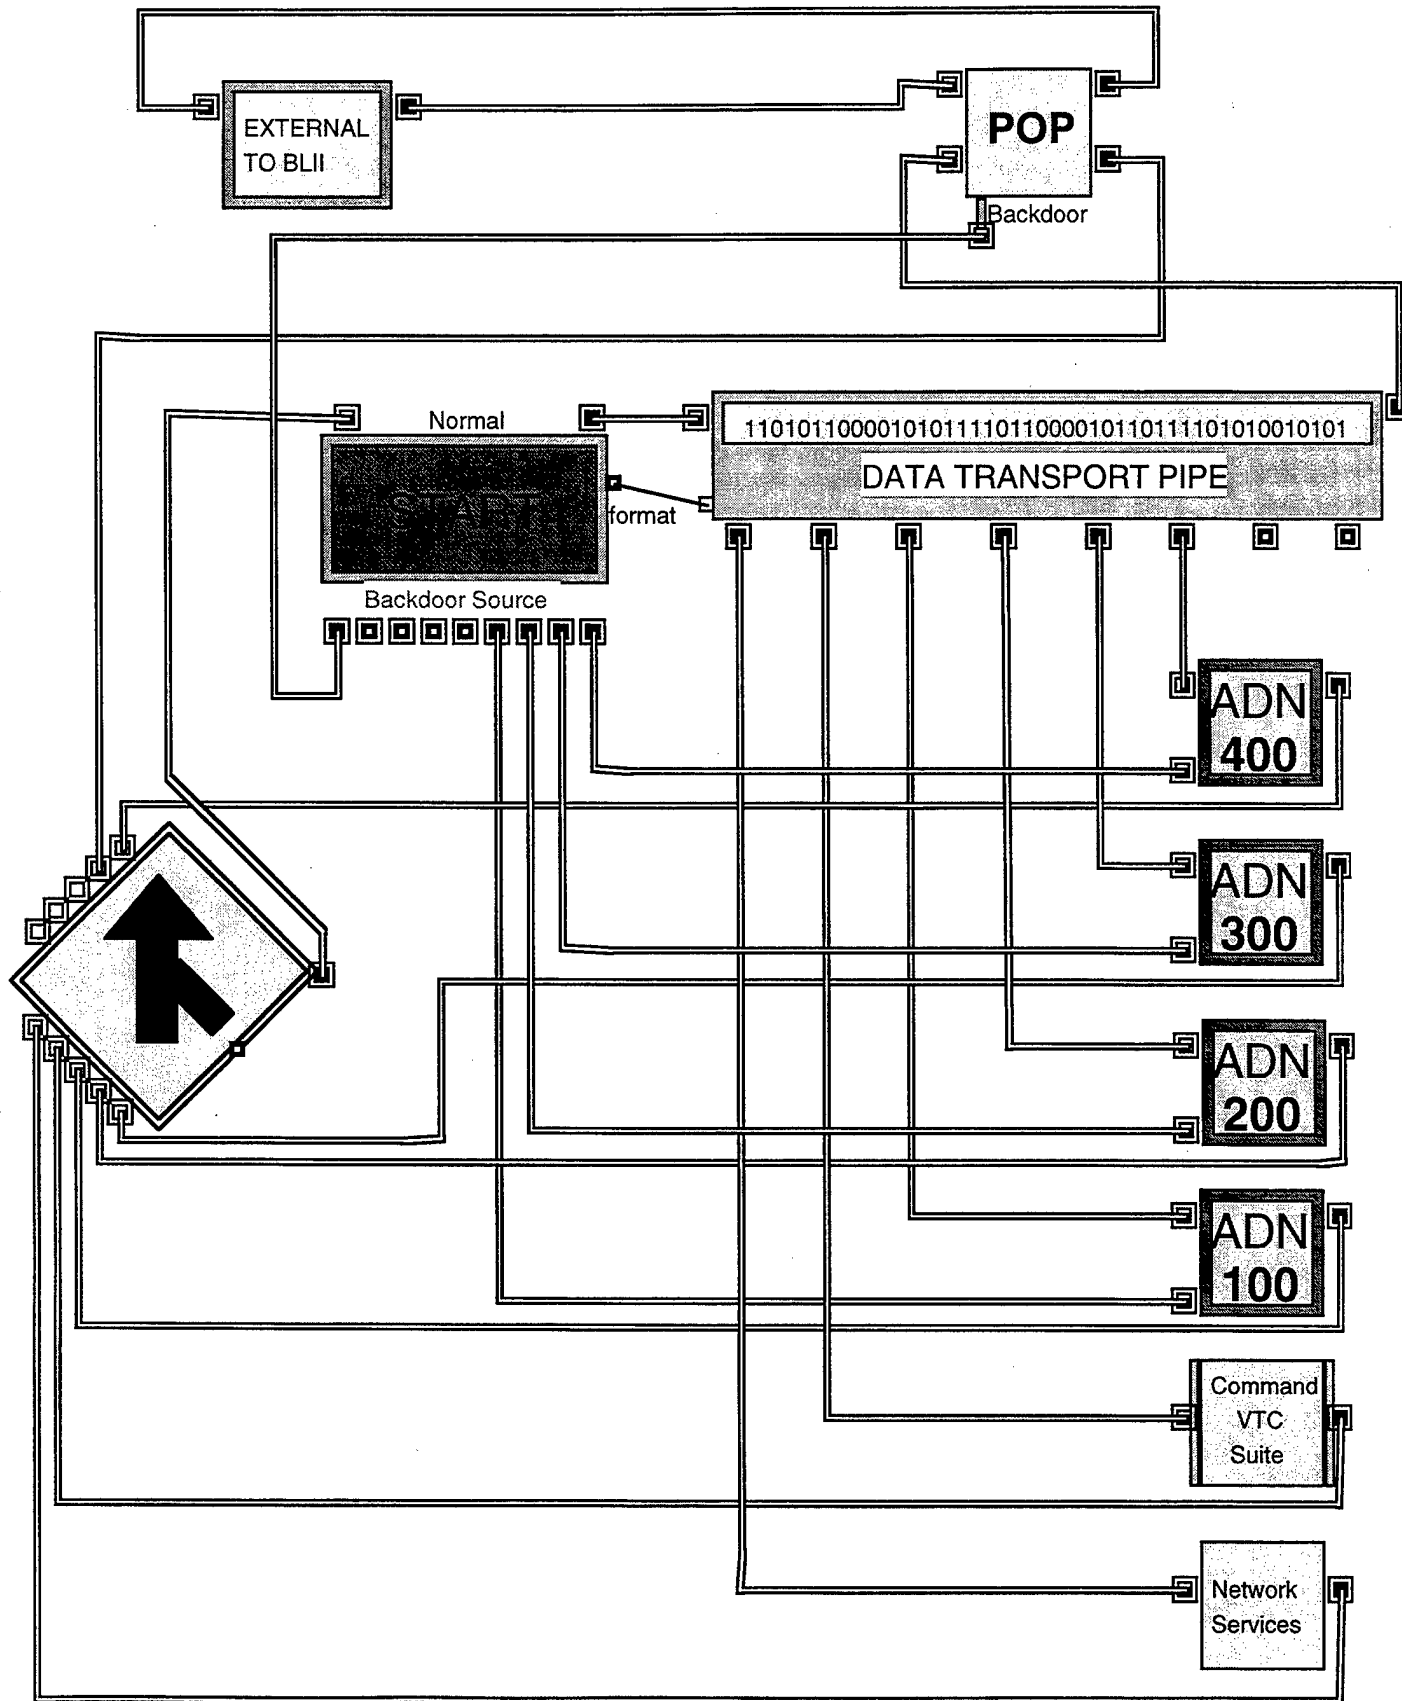 EXTERNAL
TO BLII
POP
Backdoor
Normal
START
format
Backdoor Source
1101011000010101111011000010110111101010010101
DATA TRANSPORT PIPE
ADN
400
ADN
300
ADN
200
ADN
100
Command
VTC
Suite
Network
Services